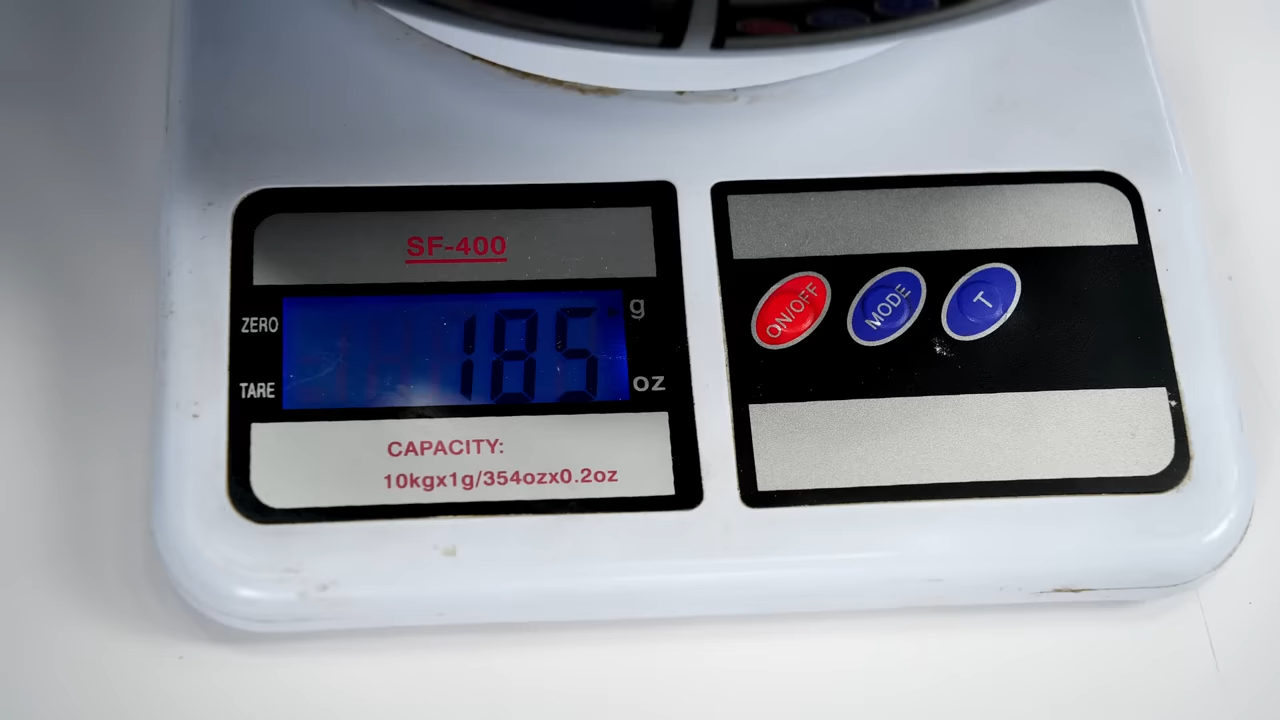 SF-400
ZERO
185
g
TARE
oz
CAPACITY:
10kgx1g/354ozx0.2oz
ON/OFF
MODE
T